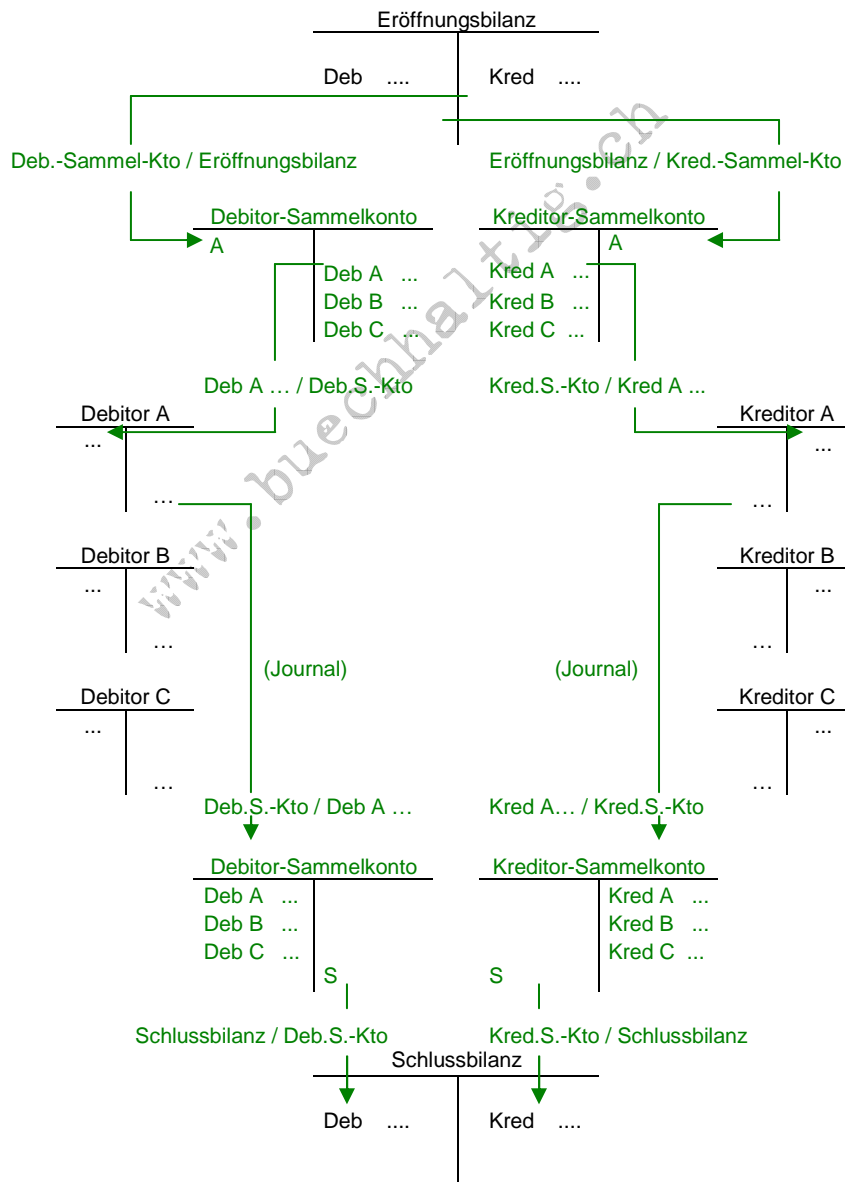 Eröffnungsbilanz
Deb .... Kred ....
Deb.-Sammel-Kto / Eröffnungsbilanz Eröffnungsbilanz / Kred.-Sammel-Kto
Debitor-Sammelkonto Kreditor-Sammelkonto
A A
Deb A ... Kred A ...
Deb B ... Kred B ...
Deb C ... Kred C ...
Deb A ... / Deb.S.-Kto Kred.S.-Kto / Kred A ...
Debitor A Kreditor A
... ...
... ...
Debitor B Kreditor B
... ...
... ...
(Journal) (Journal)
Debitor C Kreditor C
... ...
... ...
Deb.S.-Kto / Deb A ... Kred A... / Kred.S.-Kto
Debitor-Sammelkonto Kreditor-Sammelkonto
Deb A ... Kred A ...
Deb B ... Kred B ...
Deb C ... Kred C ...
S S
Schlussbilanz / Deb.S.-Kto Kred.S.-Kto / Schlussbilanz
Schlussbilanz
Deb .... Kred ....
www.buechhaltig.ch